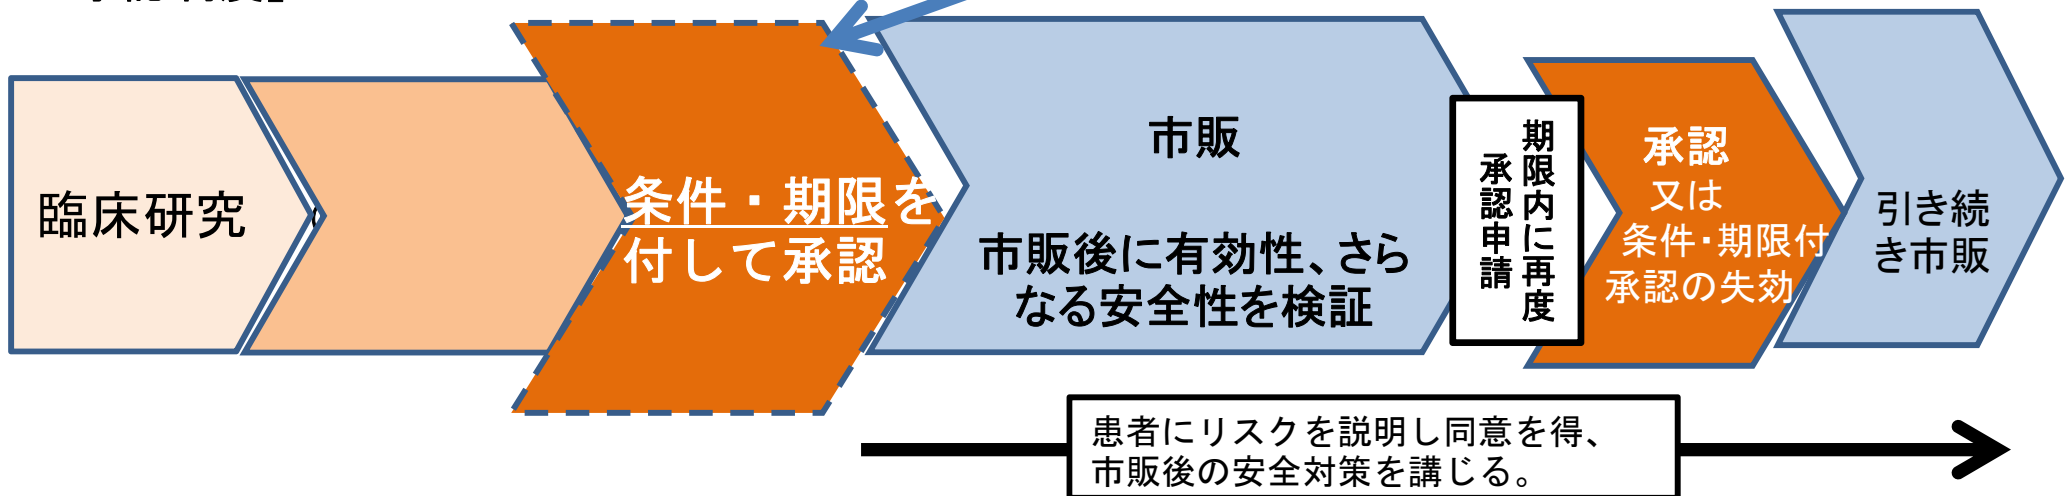 臨床研究
条件・期限を
付して承認
市販
市販後に有効性、さら
なる安全性を検証
期限内に再度
承認申請
承認
又は
条件・期限付
承認の失効
引き続
き市販
患者にリスクを説明し同意を得、
市販後の安全対策を講じる。